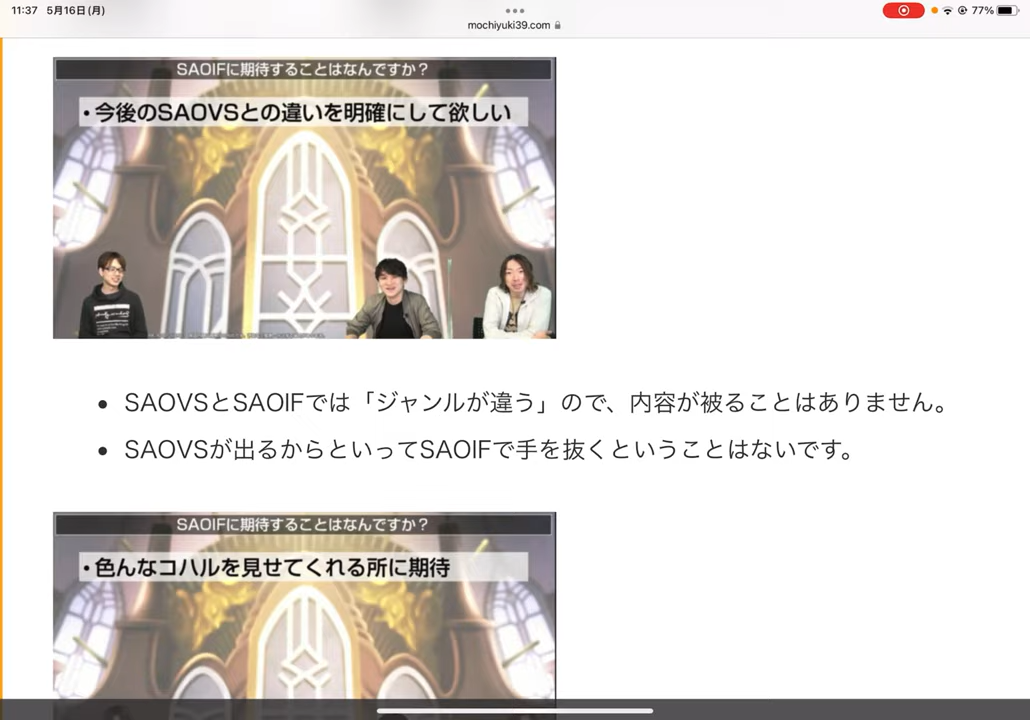 11:37 5月16日(月)
77%
mochiyuki39.com
SAOIFに期待することはなんですか？
・今後のSAOVSとの違いを明確にして欲しい
SAOVSとSAOIFでは「ジャンルが違う」ので、内容が被ることはありません。
SAOVSが出るからといってSAOIFで手を抜くということはないです。
SAOIFに期待することはなんですか？
・色んなコハルを見せてくれる所に期待